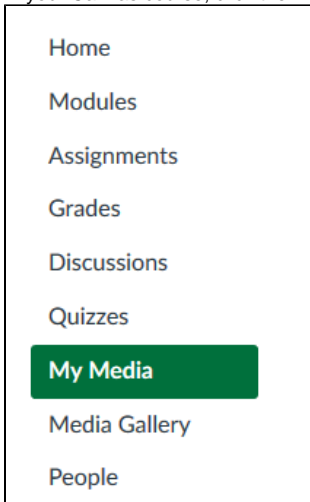 Home
Modules
Assignments
Grades
Discussions
Quizzes
My Media
Media Gallery
People